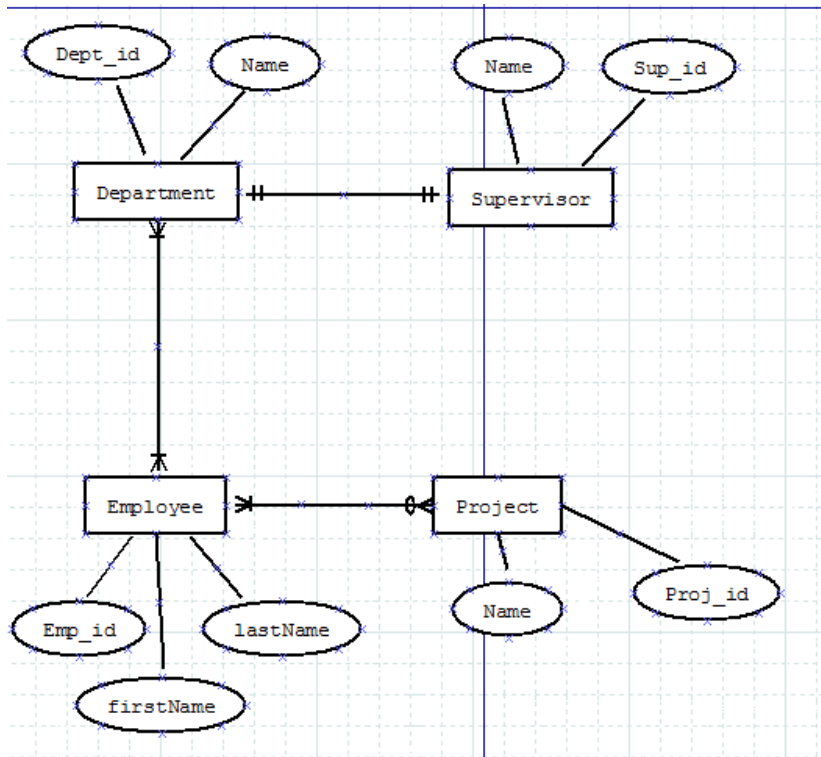 Dept_id
Name
Name
Sup_id
Department
Supervisor
Employee
Project
Emp_id
lastName
Name
Proj_id
firstName